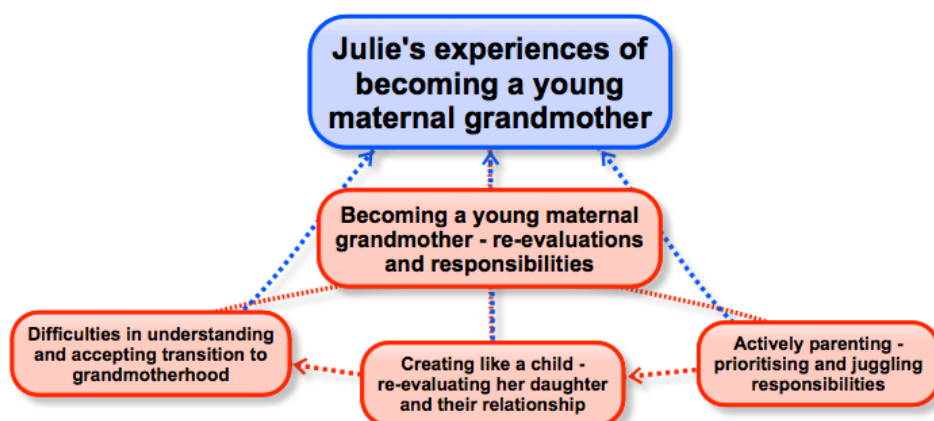 Julie's experiences of
becoming a young
maternal grandmother
Becoming a young maternal
grandmother - re-evaluations
and responsibilities
Difficulties in understanding
and accepting transition to
grandmotherhood
Creating like a child -
re-evaluating her daughter
and their relationship
Actively parenting -
prioritising and juggling
responsibilities